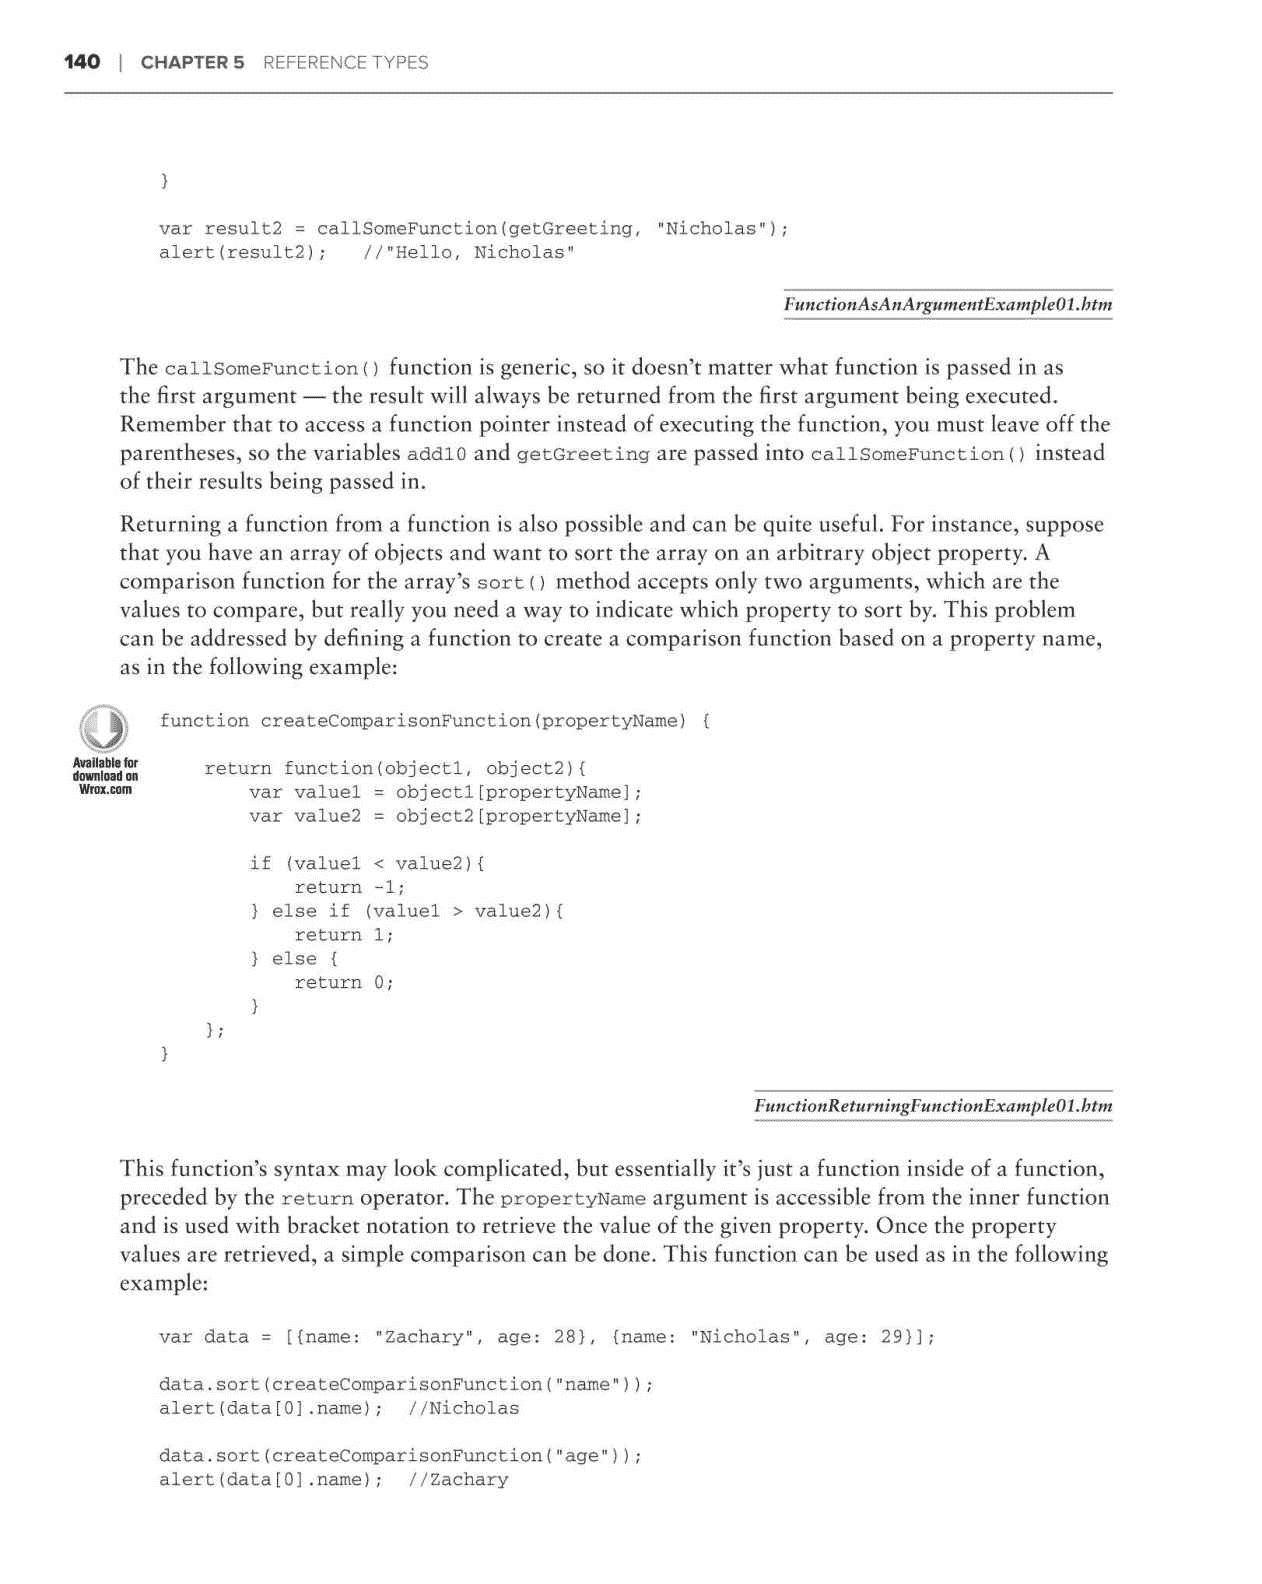 140 | CHAPTER 5 REFERENCE TYPES
}
var result2 = callSomeFunction(getGreeting, "Nicholas");
alert(result2);   //"Hello, Nicholas"
FunctionAsAnArgumentExample01.htm
The callSomeFunction() function is generic, so it doesn’t matter what function is passed in as
the first argument — the result will always be returned from the first argument being executed.
Remember that to access a function pointer instead of executing the function, you must leave off the
parentheses, so the variables add10 and getGreeting are passed into callSomeFunction() instead
of their results being passed in.
Returning a function from a function is also possible and can be quite useful. For instance, suppose
that you have an array of objects and want to sort the array on an arbitrary object property. A
comparison function for the array’s sort() method accepts only two arguments, which are the
values to compare, but really you need a way to indicate which property to sort by. This problem
can be addressed by defining a function to create a comparison function based on a property name,
as in the following example:
Available for
download on
Wrox.com
function createComparisonFunction(propertyName) {
    return function(object1, object2){
        var value1 = object1[propertyName];
        var value2 = object2[propertyName];
        if (value1 < value2){
            return -1;
        } else if (value1 > value2){
            return 1;
        } else {
            return 0;
        }
    };
}
FunctionReturningFunctionExample01.htm
This function’s syntax may look complicated, but essentially it’s just a function inside of a function,
preceded by the return operator. The propertyName argument is accessible from the inner function
and is used with bracket notation to retrieve the value of the given property. Once the property
values are retrieved, a simple comparison can be done. This function can be used as in the following
example:
var data = [{name: "Zachary", age: 28}, {name: "Nicholas", age: 29}];
data.sort(createComparisonFunction("name"));
alert(data[0].name);  //Nicholas
data.sort(createComparisonFunction("age"));
alert(data[0].name);  //Zachary